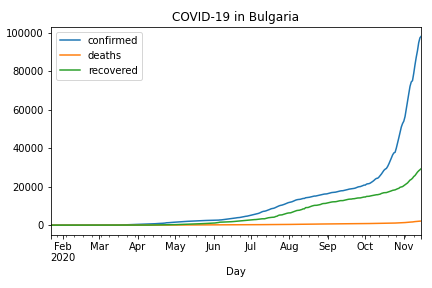 COVID-19 in Bulgaria
confirmed
deaths
recovered
100000
80000
60000
40000
20000
0
Feb Mar Apr May Jun Jul Aug Sep Oct Nov
2020
Day